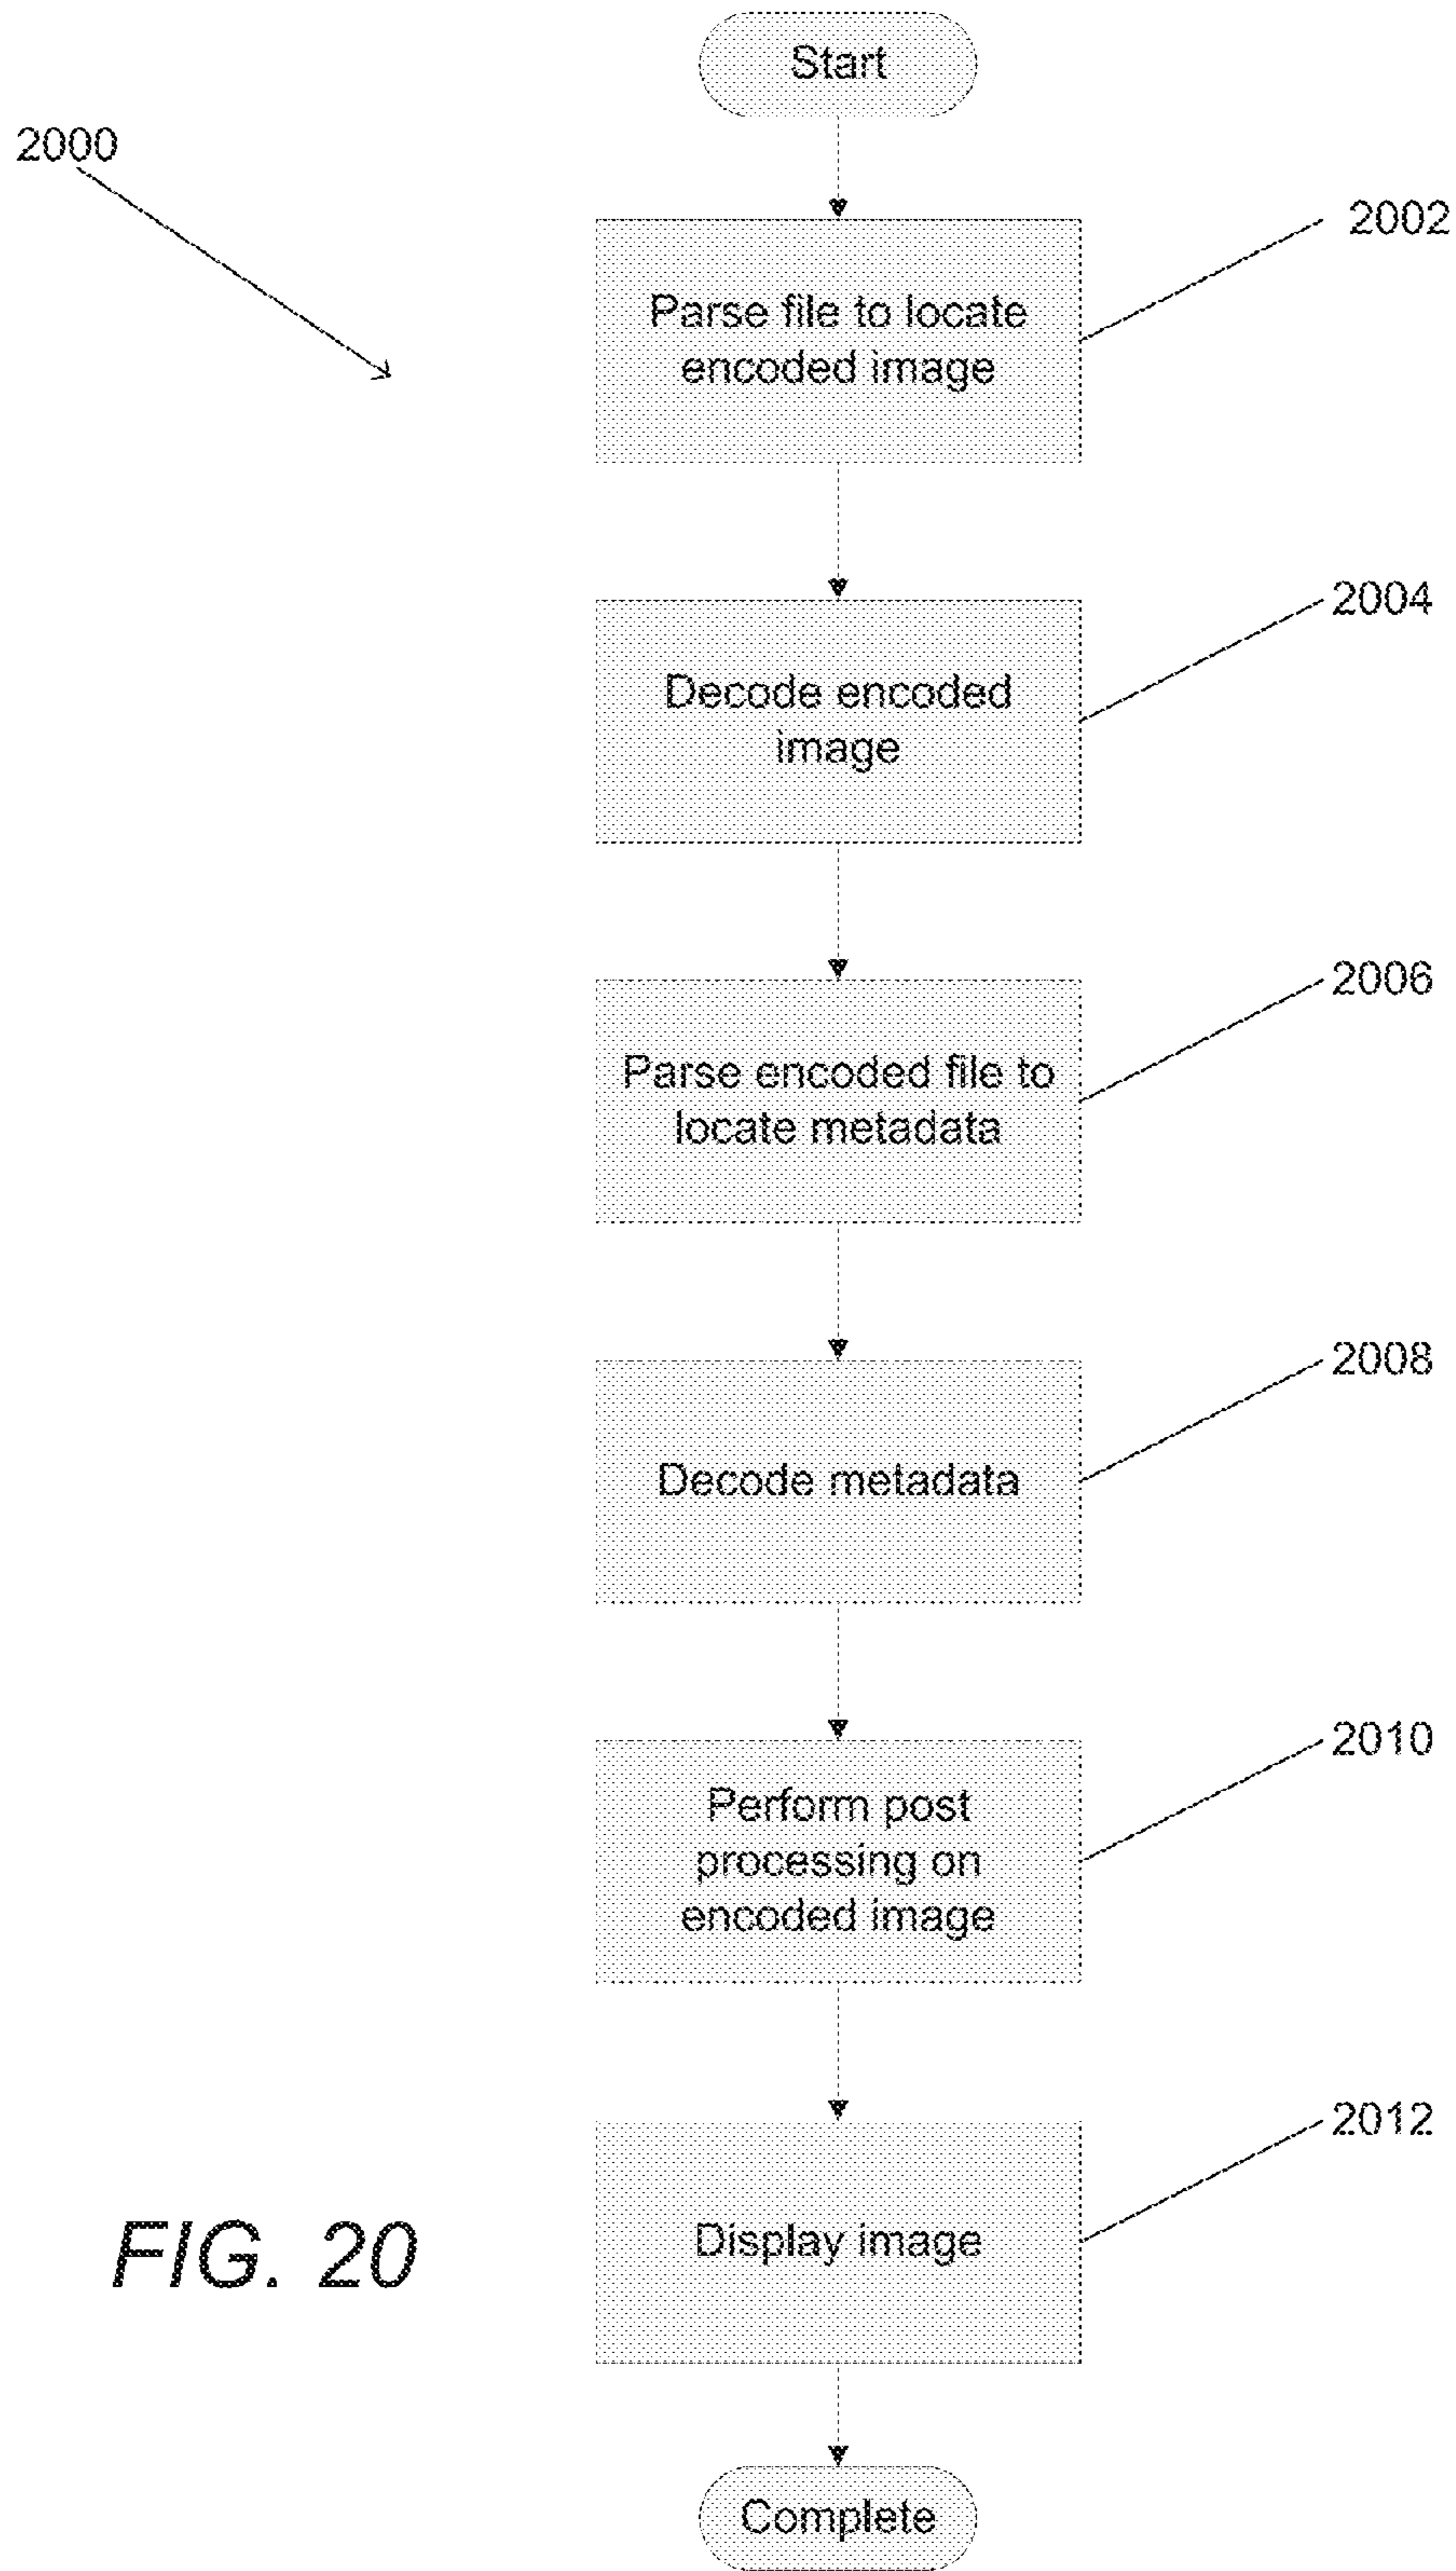 Start
2000
2002
Parse file to locate
encoded image
2004
Decode encoded
image
2006
Parse encoded file to
locate metadata
2008
Decode metadata
2010
Perform post
processing on
encoded image
2012
Display image
FIG. 20
Complete